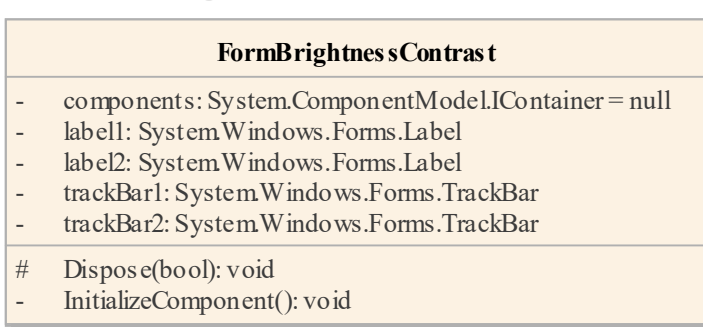 FormBrightnessContrast
- components: System.ComponentModel.IContainer = null
- label1: System.Windows.Forms.Label
- label2: System.Windows.Forms.Label
- trackBar1: System.Windows.Forms.TrackBar
- trackBar2: System.Windows.Forms.TrackBar
# Dispose(bool): void
- InitializeComponent(): void